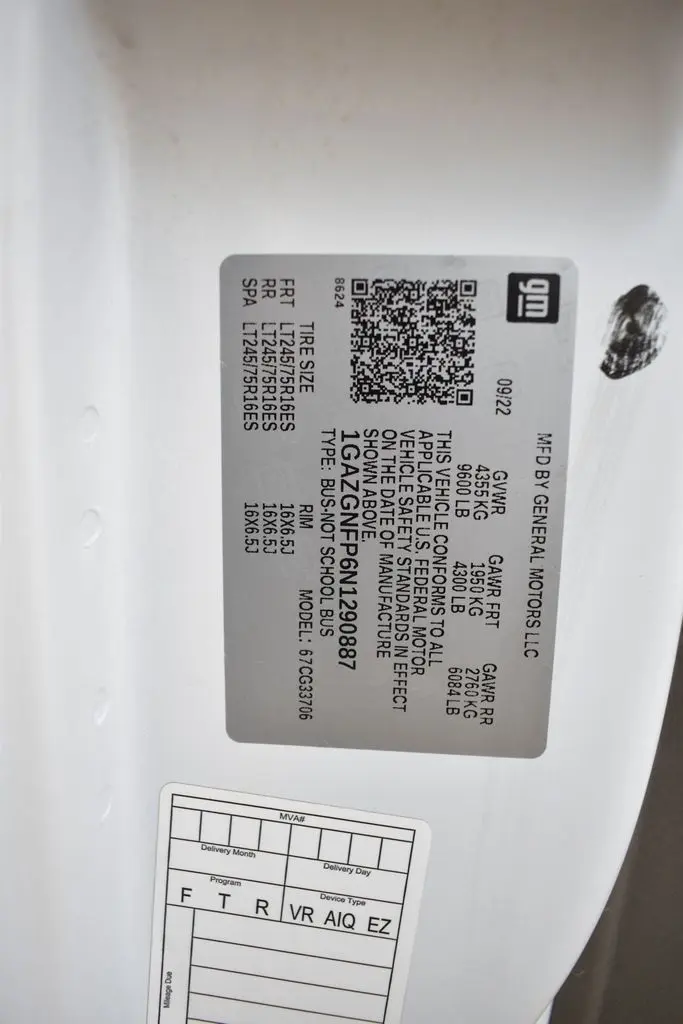 gm
MFD BY GENERAL MOTORS LLC
09/22
GVWR GAWR FRT GAWR RR
4355 KG 1950 KG 2760 KG
9600 LB 4300 LB 6084 LB
THIS VEHICLE CONFORMS TO ALL
APPLICABLE U.S. FEDERAL MOTOR
VEHICLE SAFETY STANDARDS IN EFFECT
ON THE DATE OF MANUFACTURE
SHOWN ABOVE.
8624
1GAZGNFP6N1290887
TYPE: BUS-NOT SCHOOL BUS
MODEL: 67CG33706
TIRE SIZE RIM
FRT LT245/75R16ES 16X6.5J
RR LT245/75R16ES 16X6.5J
SPA LT245/75R16ES 16X6.5J
MVA#
Delivery Month Delivery Day
Program Device Type
F T R VR AIQ EZ
Mileage Due